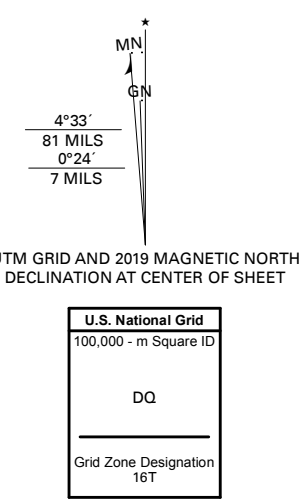 ★
MN
GN
4°33´
81 MILS
0°24´
7 MILS
UTM GRID AND 2019 MAGNETIC NORTH
DECLINATION AT CENTER OF SHEET
U.S. National Grid
100,000 - m Square ID
DQ
Grid Zone Designation
16T